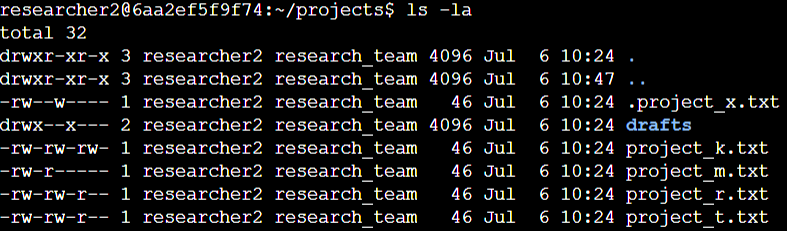 researcher2@6aa2ef5f9f74:~/projects$ ls -la
total 32
drwxr-xr-x 3 researcher2 research_team 4096 Jul  6 10:24 .
drwxr-xr-x 3 researcher2 research_team 4096 Jul  6 10:47 ..
-rw--w---- 1 researcher2 research_team   46 Jul  6 10:24 .project_x.txt
drwx--x--- 2 researcher2 research_team 4096 Jul  6 10:24 drafts
-rw-rw-rw- 1 researcher2 research_team   46 Jul  6 10:24 project_k.txt
-rw-r----- 1 researcher2 research_team   46 Jul  6 10:24 project_m.txt
-rw-rw-r-- 1 researcher2 research_team   46 Jul  6 10:24 project_r.txt
-rw-rw-r-- 1 researcher2 research_team   46 Jul  6 10:24 project_t.txt